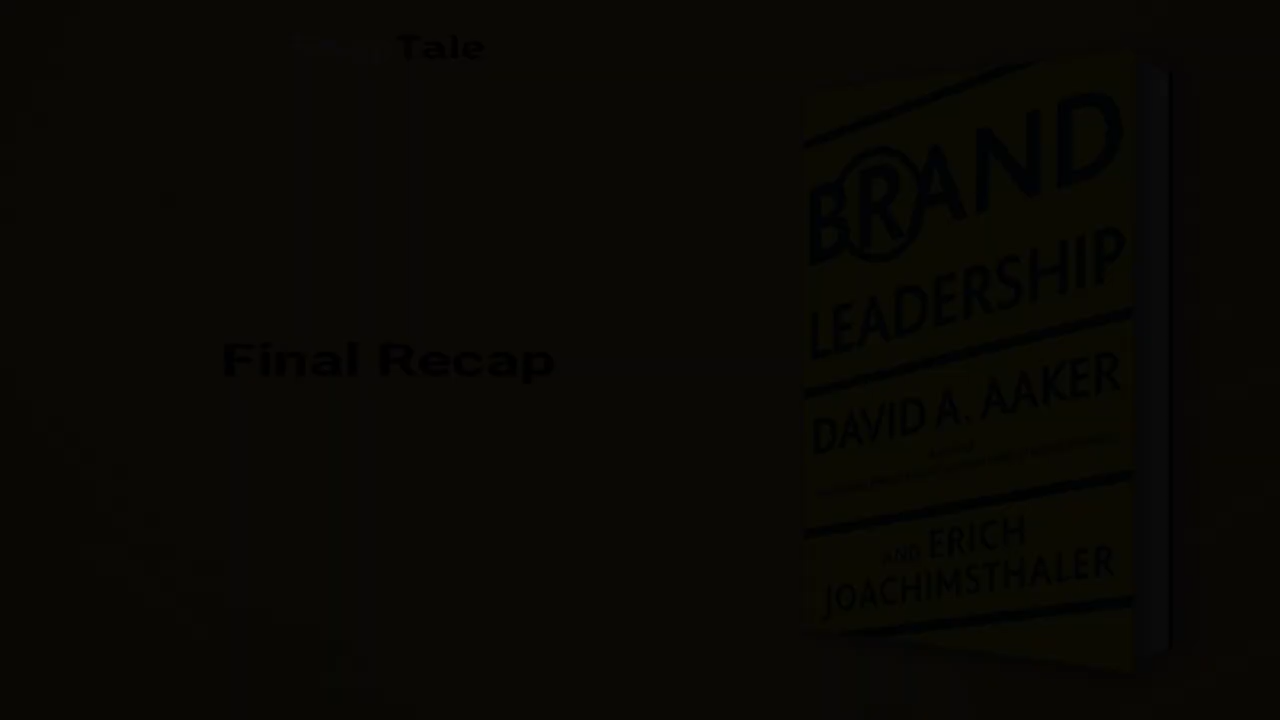 Tale
Final Recap
BRAND
LEADERSHIP
DAVID A. AAKER
AND ERICH
JOACHIMSTHALER